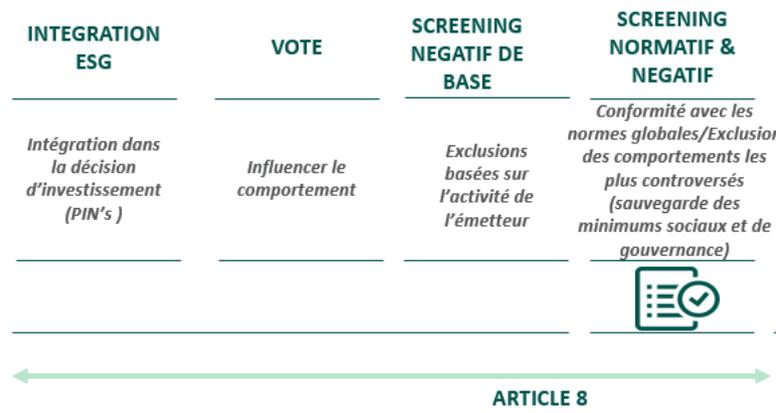 INTEGRATION
ESG
VOTE
SCREENING
NEGATIF DE
BASE
SCREENING
NORMATIF &
NEGATIF
Intégration dans
la décision
d'investissement
(PIN's )
Influencer le
comportement
Exclusions
basées sur
l'activité de
l'émetteur
Conformité avec les
normes globales/Exclusion
des comportements les
plus controversés
(sauvegarde des
minimums sociaux et de
gouvernance)
ARTICLE 8